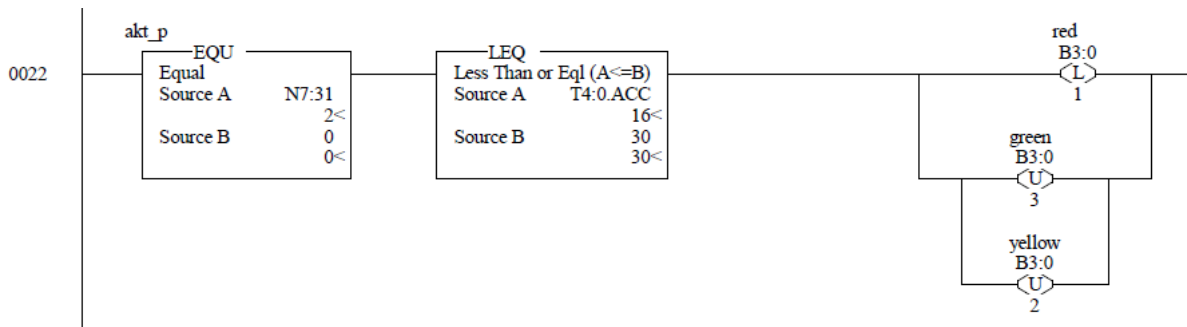 akt_p
EQU
Equal
Source A N7:31
2<
Source B 0
0<
LEQ
Less Than or Eql (A<=B)
Source A T4:0.ACC
16<
Source B 30
30<
red
B3:0
L
1
green
B3:0
U
3
yellow
B3:0
U
2
0022